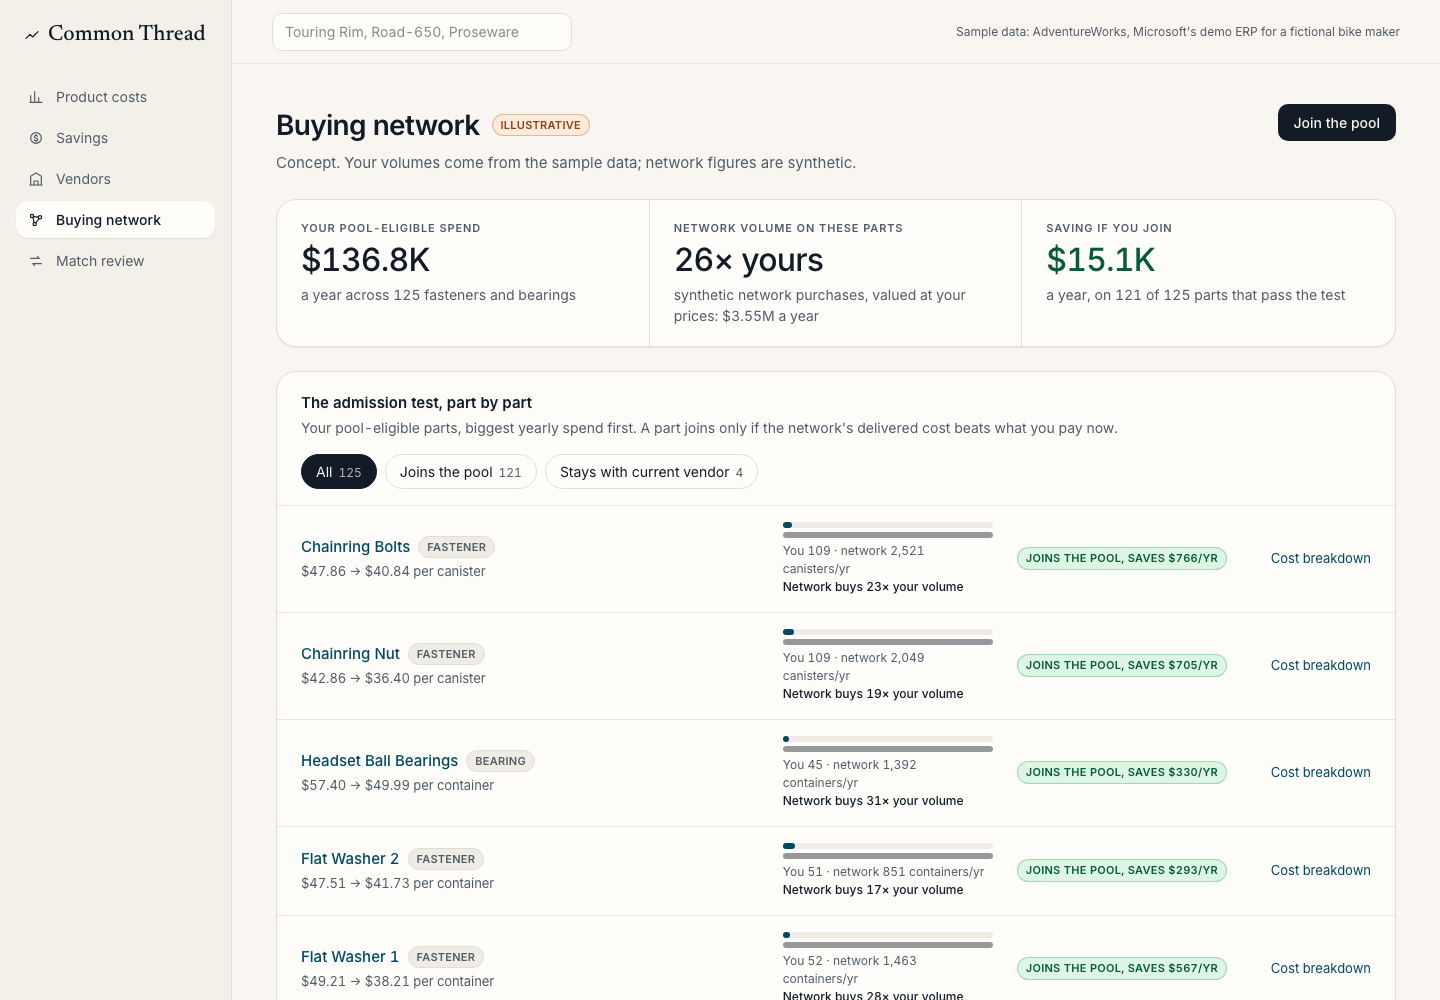 Common Thread
Touring Rim, Road-650, Proseware
Sample data: AdventureWorks, Microsoft's demo ERP for a fictional bike maker
Product costs
Savings
Vendors
Buying network
Match review
Buying network ILLUSTRATIVE
Join the pool
Concept. Your volumes come from the sample data; network figures are synthetic.
YOUR POOL-ELIGIBLE SPEND
$136.8K
a year across 125 fasteners and bearings
NETWORK VOLUME ON THESE PARTS
26× yours
synthetic network purchases, valued at your
prices: $3.55M a year
SAVING IF YOU JOIN
$15.1K
a year, on 121 of 125 parts that pass the test
The admission test, part by part
Your pool-eligible parts, biggest yearly spend first. A part joins only if the network's delivered cost beats what you pay now.
All 125
Joins the pool 121
Stays with current vendor 4
Chainring Bolts FASTENER
$47.86 → $40.84 per canister
You 109 · network 2,521
canisters/yr
Network buys 23× your volume
JOINS THE POOL, SAVES $766/YR
Cost breakdown
Chainring Nut FASTENER
$42.86 → $36.40 per canister
You 109 · network 2,049
canisters/yr
Network buys 19× your volume
JOINS THE POOL, SAVES $705/YR
Cost breakdown
Headset Ball Bearings BEARING
$57.40 → $49.99 per container
You 45 · network 1,392
containers/yr
Network buys 31× your volume
JOINS THE POOL, SAVES $330/YR
Cost breakdown
Flat Washer 2 FASTENER
$47.51 → $41.73 per container
You 51 · network 851 containers/yr
Network buys 17× your volume
JOINS THE POOL, SAVES $293/YR
Cost breakdown
Flat Washer 1 FASTENER
$49.21 → $38.21 per container
You 52 · network 1,463
containers/yr
Network buys 28× your volume
JOINS THE POOL, SAVES $567/YR
Cost breakdown